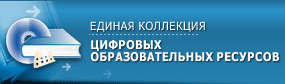 ЕДИНАЯ КОЛЛЕКЦИЯ
ЦИФРОВЫХ
ОБРАЗОВАТЕЛЬНЫХ РЕСУРСОВ